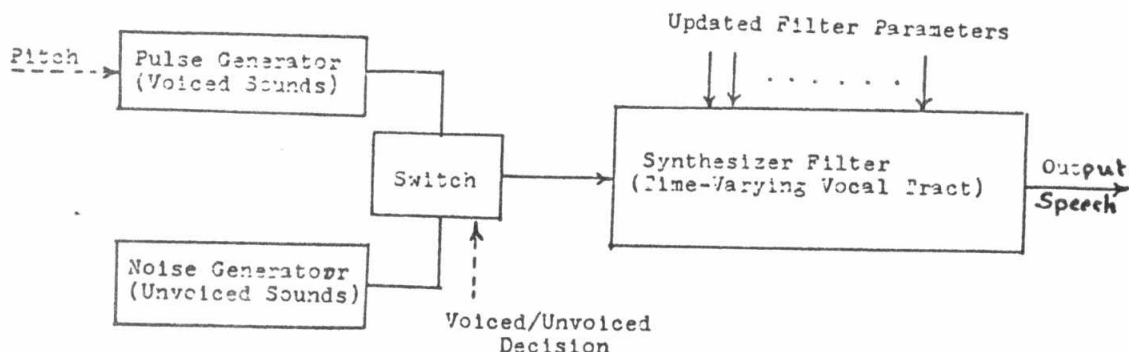 Updated Filter Parameters
Pitch
Pulse Generator
(Voiced Sounds)
. . . . . .
Switch
Synthesizer Filter
(Time-Varying Vocal Tract)
Output
Speech
Noise Generator
(Unvoiced Sounds)
Voiced/Unvoiced
Decision